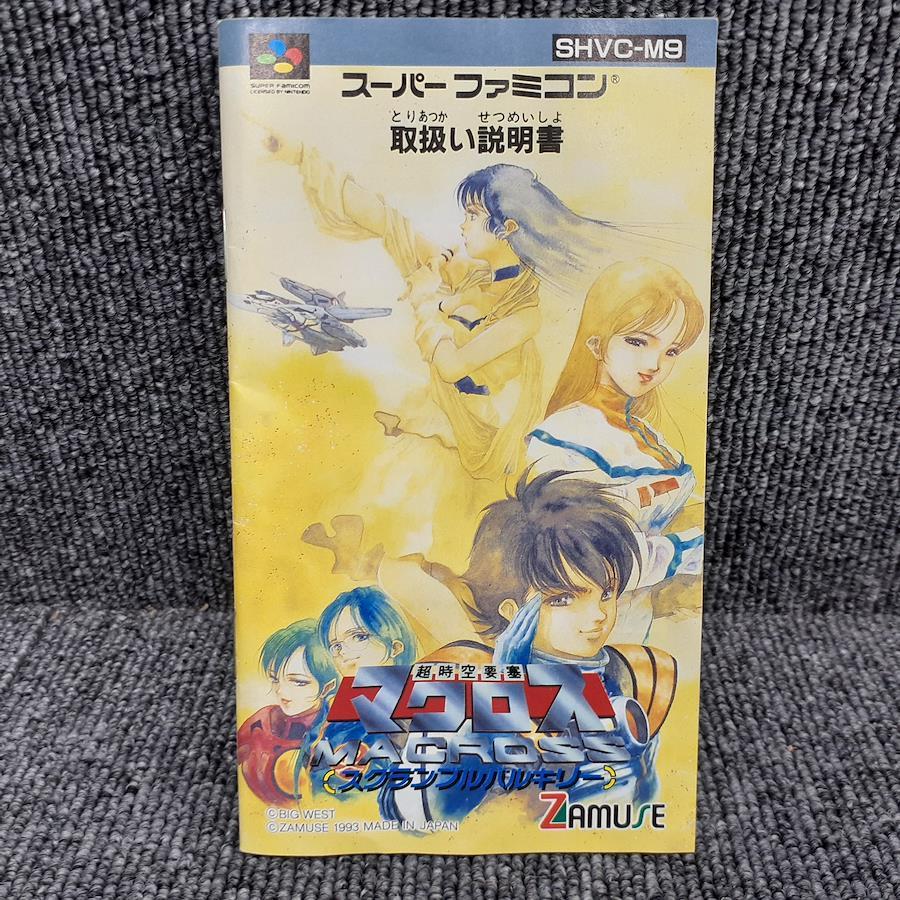 SHVC-M9
SUPER FAMICOM
LICENSED BY NINTENDO
スーパーファミコン®
とりあつか せつめいしょ
取扱い説明書
超時空要塞
マクロス
MACROSS
スクランブルバルキリー
©BIG WEST
©ZAMUSE 1993 MADE IN JAPAN
ZAMUSE